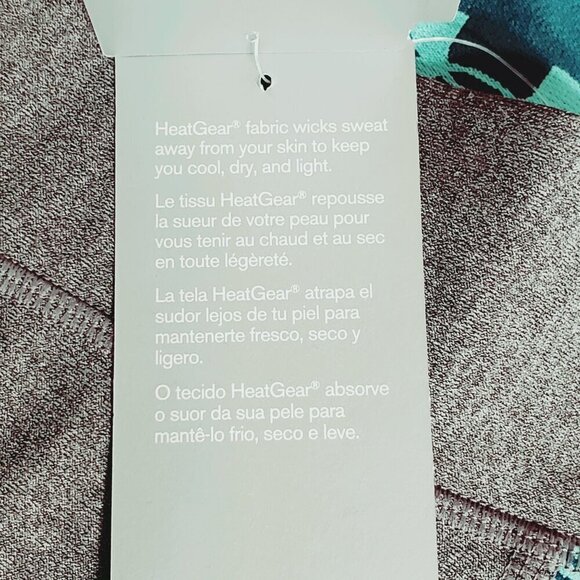 HeatGear® fabric wicks sweat
away from your skin to keep
you cool, dry, and light.
Le tissu HeatGear® repousse
la sueur de votre peau pour
vous tenir au chaud et au sec
en toute légèreté.
La tela HeatGear® atrapa el
sudor lejos de tu piel para
mantenerte fresco, seco y
ligero.
O tecido HeatGear® absorve
o suor da sua pele para
mantê-lo frio, seco e leve.